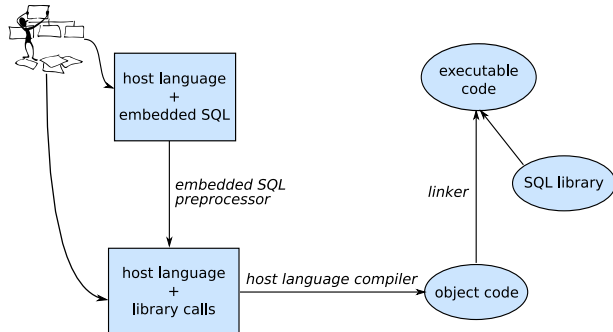 host language
+
embedded SQL
executable
code
embedded SQL
preprocessor
linker
SQL library
host language
+
library calls
host language compiler
object code